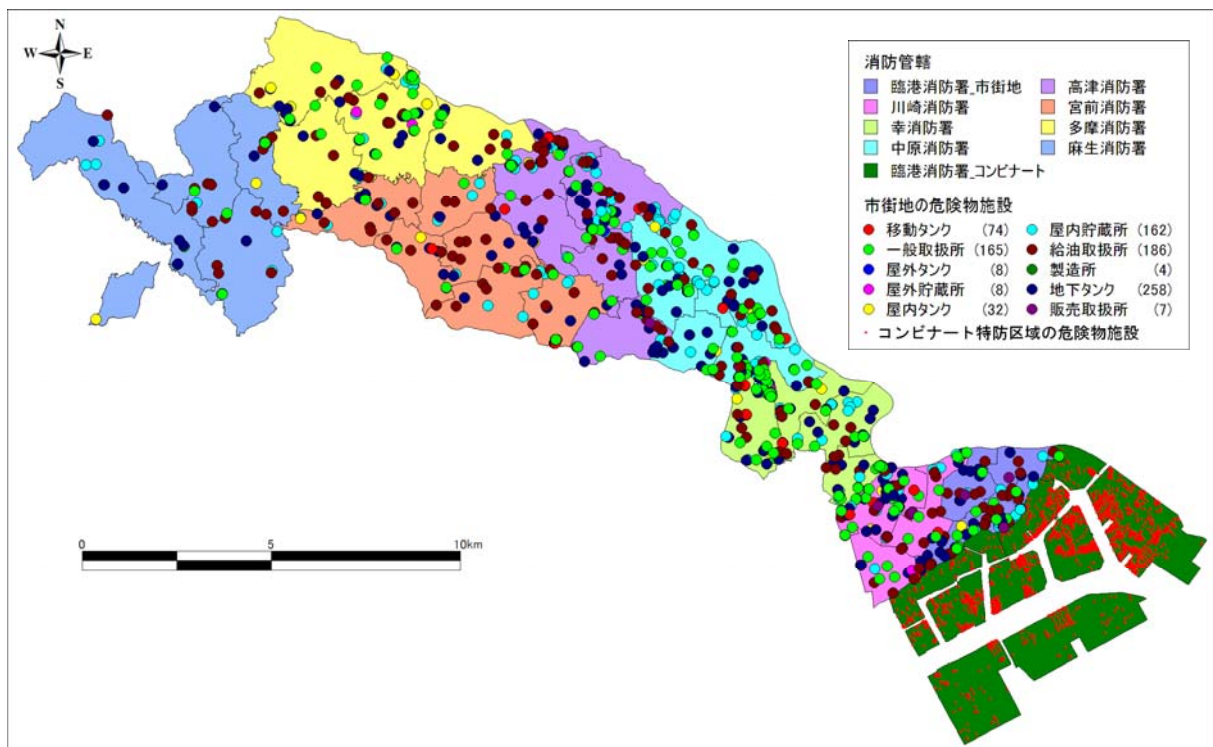 N
W E
S
消防管轄
臨港消防署_市街地 高津消防署
川崎消防署 宮前消防署
幸消防署 多摩消防署
中原消防署 麻生消防署
臨港消防署_コンビナート
市街地の危険物施設
移動タンク (74) 屋内貯蔵所 (162)
一般取扱所 (165) 給油取扱所 (186)
屋外タンク (8) 製造所 (4)
屋外貯蔵所 (8) 地下タンク (258)
屋内タンク (32) 販売取扱所 (7)
コンビナート特防区域の危険物施設
0 5 10km